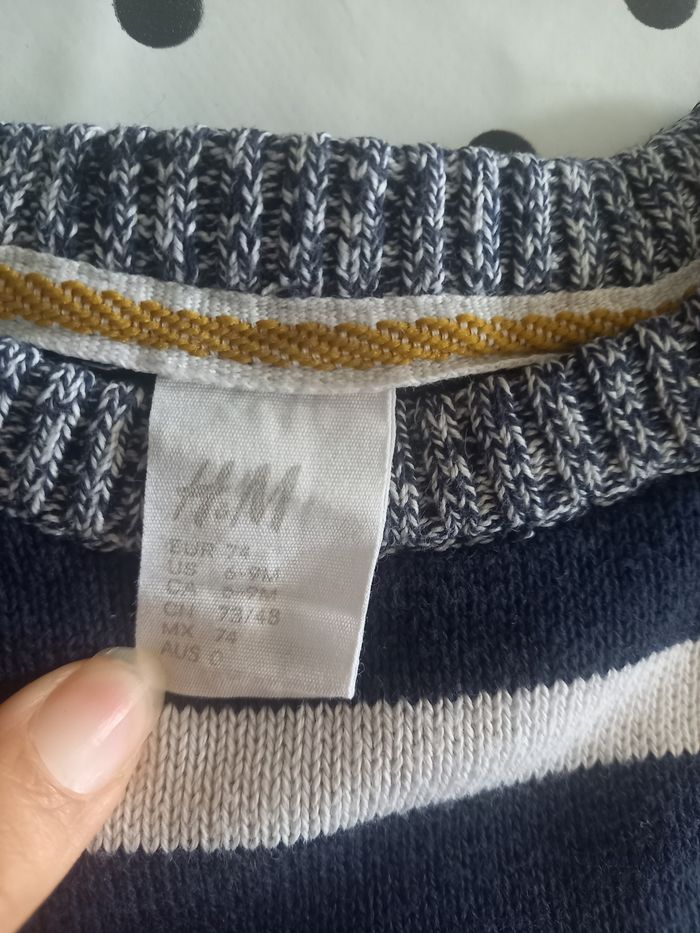 H&M
EUR 74
US 6-9M
CA 6-9M
CN 73/48
MX 74
AUS 0